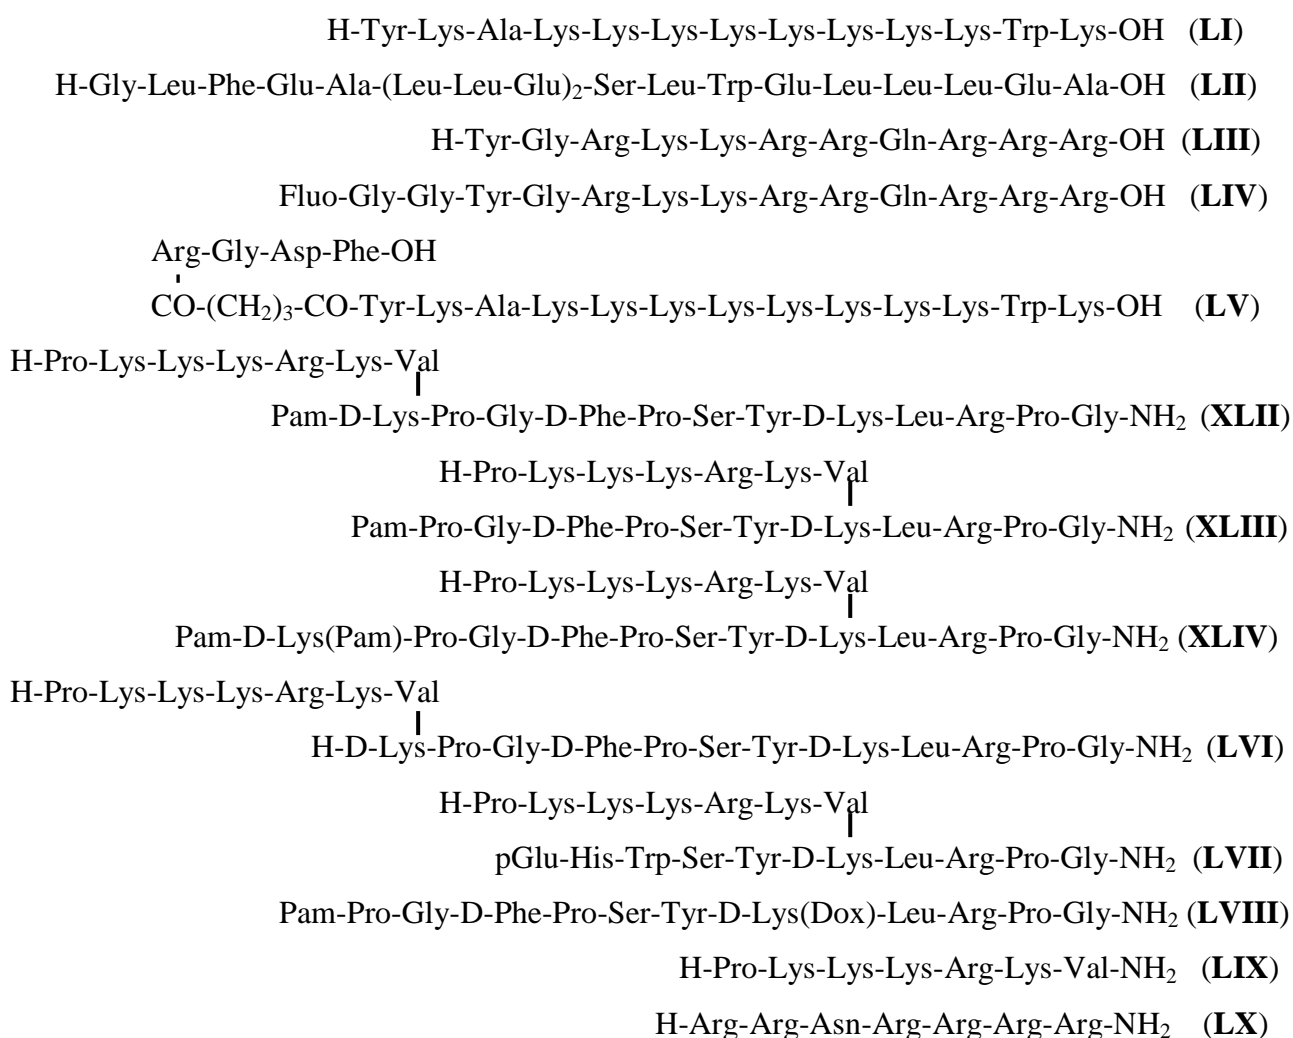 H-Tyr-Lys-Ala-Lys-Lys-Lys-Lys-Lys-Lys-Lys-Lys-Trp-Lys-OH (LI)
H-Gly-Leu-Phe-Glu-Ala-(Leu-Leu-Glu)2-Ser-Leu-Trp-Glu-Leu-Leu-Leu-Glu-Ala-OH (LII)
H-Tyr-Gly-Arg-Lys-Lys-Arg-Arg-Gln-Arg-Arg-Arg-OH (LIII)
Fluo-Gly-Gly-Tyr-Gly-Arg-Lys-Lys-Arg-Arg-Gln-Arg-Arg-Arg-OH (LIV)
Arg-Gly-Asp-Phe-OH
CO-(CH2)3-CO-Tyr-Lys-Ala-Lys-Lys-Lys-Lys-Lys-Lys-Lys-Lys-Trp-Lys-OH (LV)
H-Pro-Lys-Lys-Lys-Arg-Lys-Val
Pam-D-Lys-Pro-Gly-D-Phe-Pro-Ser-Tyr-D-Lys-Leu-Arg-Pro-Gly-NH2 (XLII)
H-Pro-Lys-Lys-Lys-Arg-Lys-Val
Pam-Pro-Gly-D-Phe-Pro-Ser-Tyr-D-Lys-Leu-Arg-Pro-Gly-NH2 (XLIII)
H-Pro-Lys-Lys-Lys-Arg-Lys-Val
Pam-D-Lys(Pam)-Pro-Gly-D-Phe-Pro-Ser-Tyr-D-Lys-Leu-Arg-Pro-Gly-NH2 (XLIV)
H-Pro-Lys-Lys-Lys-Arg-Lys-Val
H-D-Lys-Pro-Gly-D-Phe-Pro-Ser-Tyr-D-Lys-Leu-Arg-Pro-Gly-NH2 (LVI)
H-Pro-Lys-Lys-Lys-Arg-Lys-Val
pGlu-His-Trp-Ser-Tyr-D-Lys-Leu-Arg-Pro-Gly-NH2 (LVII)
Pam-Pro-Gly-D-Phe-Pro-Ser-Tyr-D-Lys(Dox)-Leu-Arg-Pro-Gly-NH2 (LVIII)
H-Pro-Lys-Lys-Lys-Arg-Lys-Val-NH2 (LIX)
H-Arg-Arg-Asn-Arg-Arg-Arg-Arg-NH2 (LX)